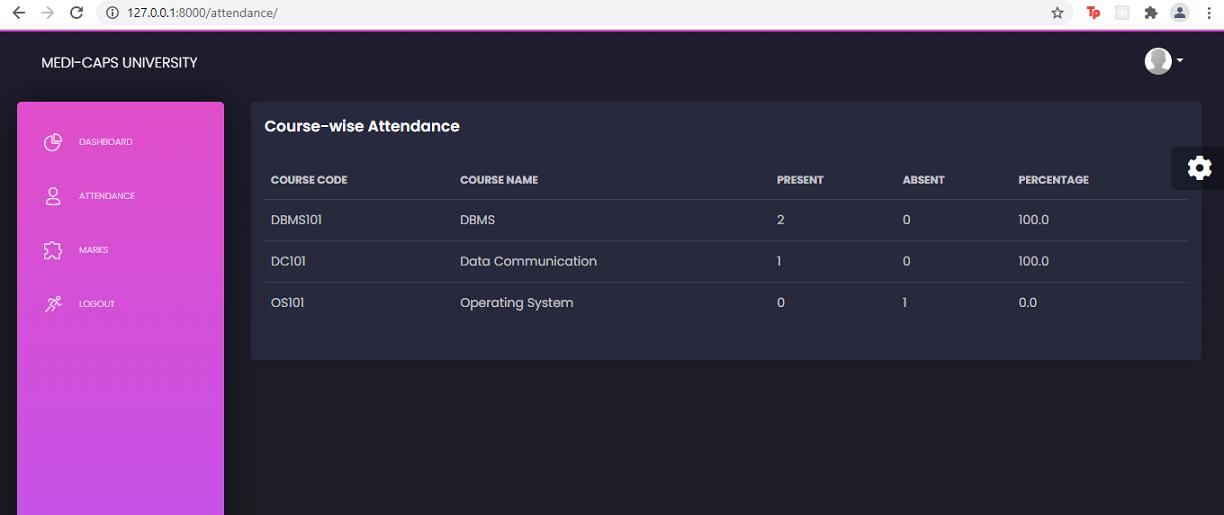 127.0.0.1:8000/attendance/
Tp
MEDI-CAPS UNIVERSITY
DASHBOARD
ATTENDANCE
MARKS
LOGOUT
Course-wise Attendance
COURSE CODE COURSE NAME PRESENT ABSENT PERCENTAGE
DBMS101 DBMS 2 0 100.0
DC101 Data Communication 1 0 100.0
OS101 Operating System 0 1 0.0